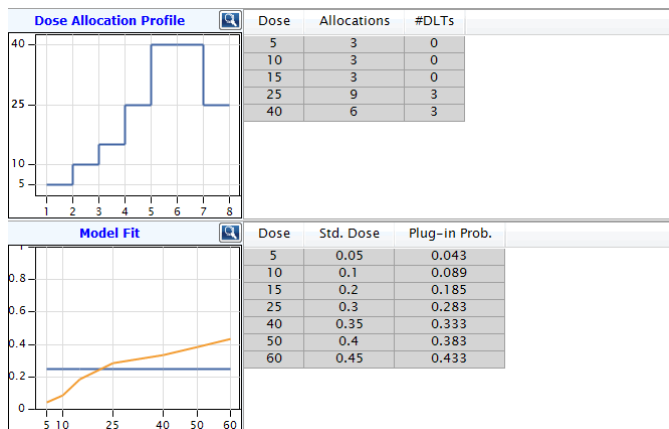 Dose Allocation Profile
40
25
10
5
1 2 3 4 5 6 7 8
Dose Allocations #DLTs
5 3 0
10 3 0
15 3 0
25 9 3
40 6 3
Model Fit
1
0.8
0.6
0.4
0.2
0
5 10 25 40 50 60
Dose Std. Dose Plug-in Prob.
5 0.05 0.043
10 0.1 0.089
15 0.2 0.185
25 0.3 0.283
40 0.35 0.333
50 0.4 0.383
60 0.45 0.433